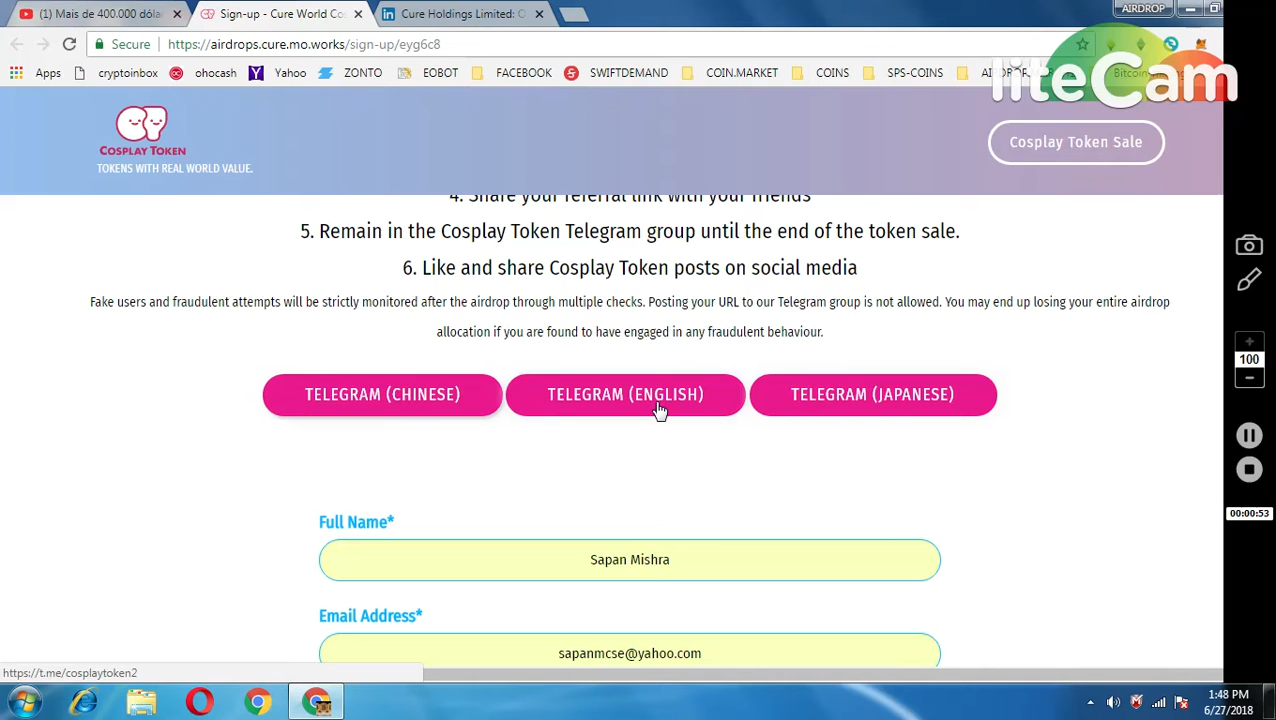 (1) Mais de 400.000 dólar
Sign-up - Cure World Cos
Cure Holdings Limited: O
AIRDROP
Secure
https://airdrops.cure.mo.works/sign-up/eyg6c8
Apps
cryptoinbox
ohocash
Yahoo
EOBOT
FACEBOOK
SWIFTDEMAND
COIN.MARKET
COINS
SPS-COINS
liteCam
COSPLAY TOKEN
TOKENS WITH REAL WORLD VALUE.
Cosplay Token Sale
4. Share your referral link with your friends
5. Remain in the Cosplay Token Telegram group until the end of the token sale.
6. Like and share Cosplay Token posts on social media
Fake users and fraudulent attempts will be strictly monitored after the airdrop through multiple checks. Posting your URL to our Telegram group is not allowed. You may end up losing your entire airdrop
allocation if you are found to have engaged in any fraudulent behaviour.
TELEGRAM (CHINESE)
TELEGRAM (ENGLISH)
TELEGRAM (JAPANESE)
100
00:00:53
Full Name*
Sapan Mishra
Email Address*
sapanmcse@yahoo.com
https://t.me/cosplaytoken2
1:48 PM
6/27/2018